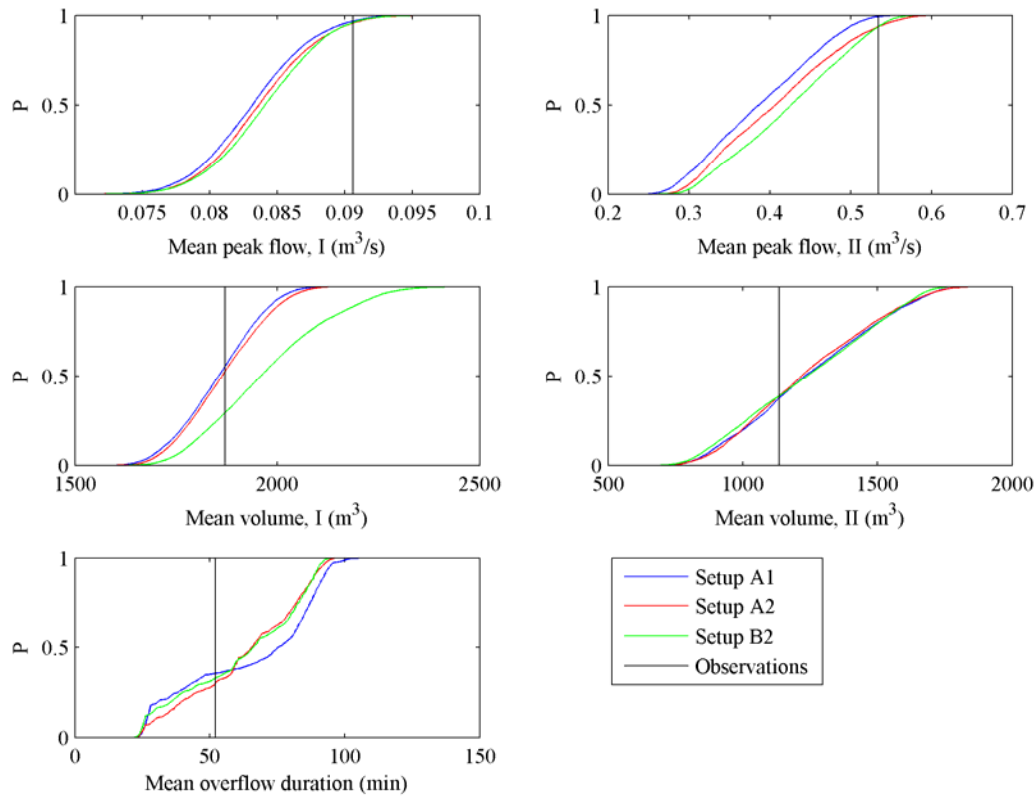 1
0.5
0
P
0.075 0.08 0.085 0.09 0.095 0.1
Mean peak flow, I (m³/s)
1
0.5
0
P
0.2 0.3 0.4 0.5 0.6 0.7
Mean peak flow, II (m³/s)
1
0.5
0
P
1500 2000 2500
Mean volume, I (m³)
1
0.5
0
P
500 1000 1500 2000
Mean volume, II (m³)
1
0.5
0
P
0 50 100 150
Mean overflow duration (min)
Setup A1
Setup A2
Setup B2
Observations